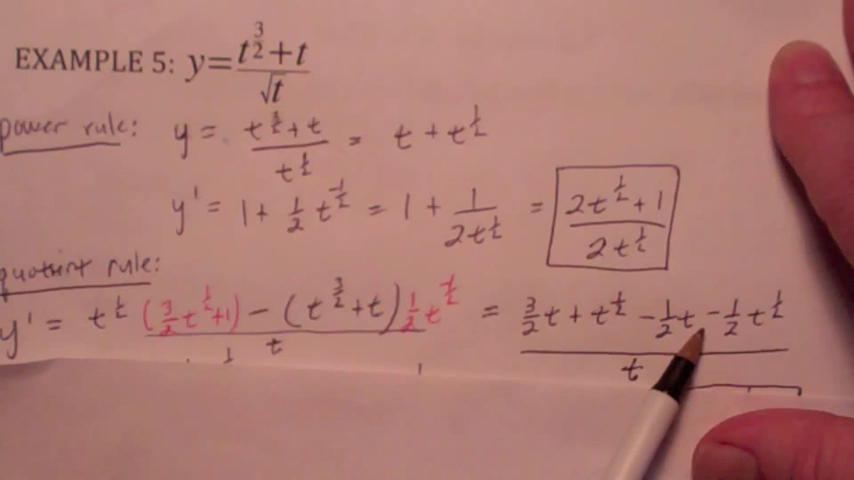 EXAMPLE 5: y = (t^(3/2) + t) / √t
power rule: y = (t^(3/2) + t) / t^(1/2) = t + t^(1/2)
y' = 1 + 1/2 t^(-1/2) = 1 + 1 / (2t^(1/2)) = (2t^(1/2) + 1) / (2t^(1/2))
quotient rule:
y' = (t^(1/2) (3/2 t^(1/2) + 1) − (t^(3/2) + t) 1/2 t^(-1/2)) / t = (3/2 t + t^(1/2) − 1/2 t − 1/2 t^(1/2)) / t